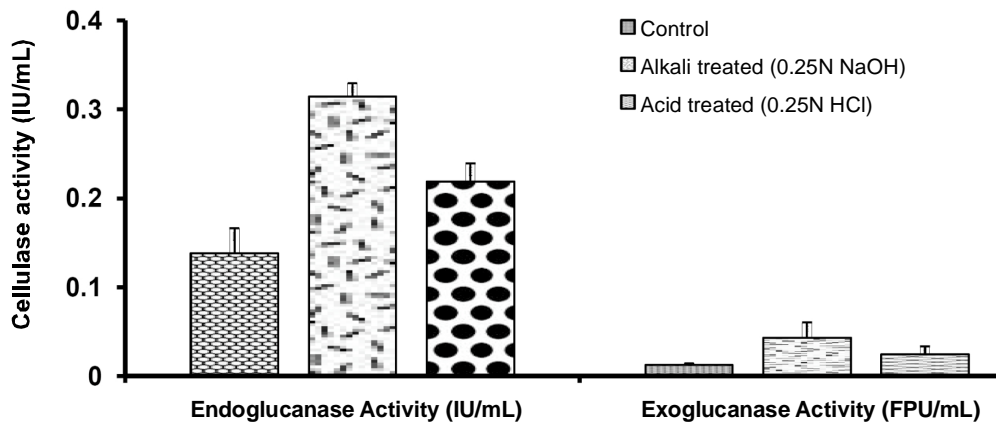 0.4
0.3
0.2
0.1
0
Cellulase activity (IU/mL)
Control
Alkali treated (0.25N NaOH)
Acid treated (0.25N HCl)
Endoglucanase Activity (IU/mL)
Exoglucanase Activity (FPU/mL)